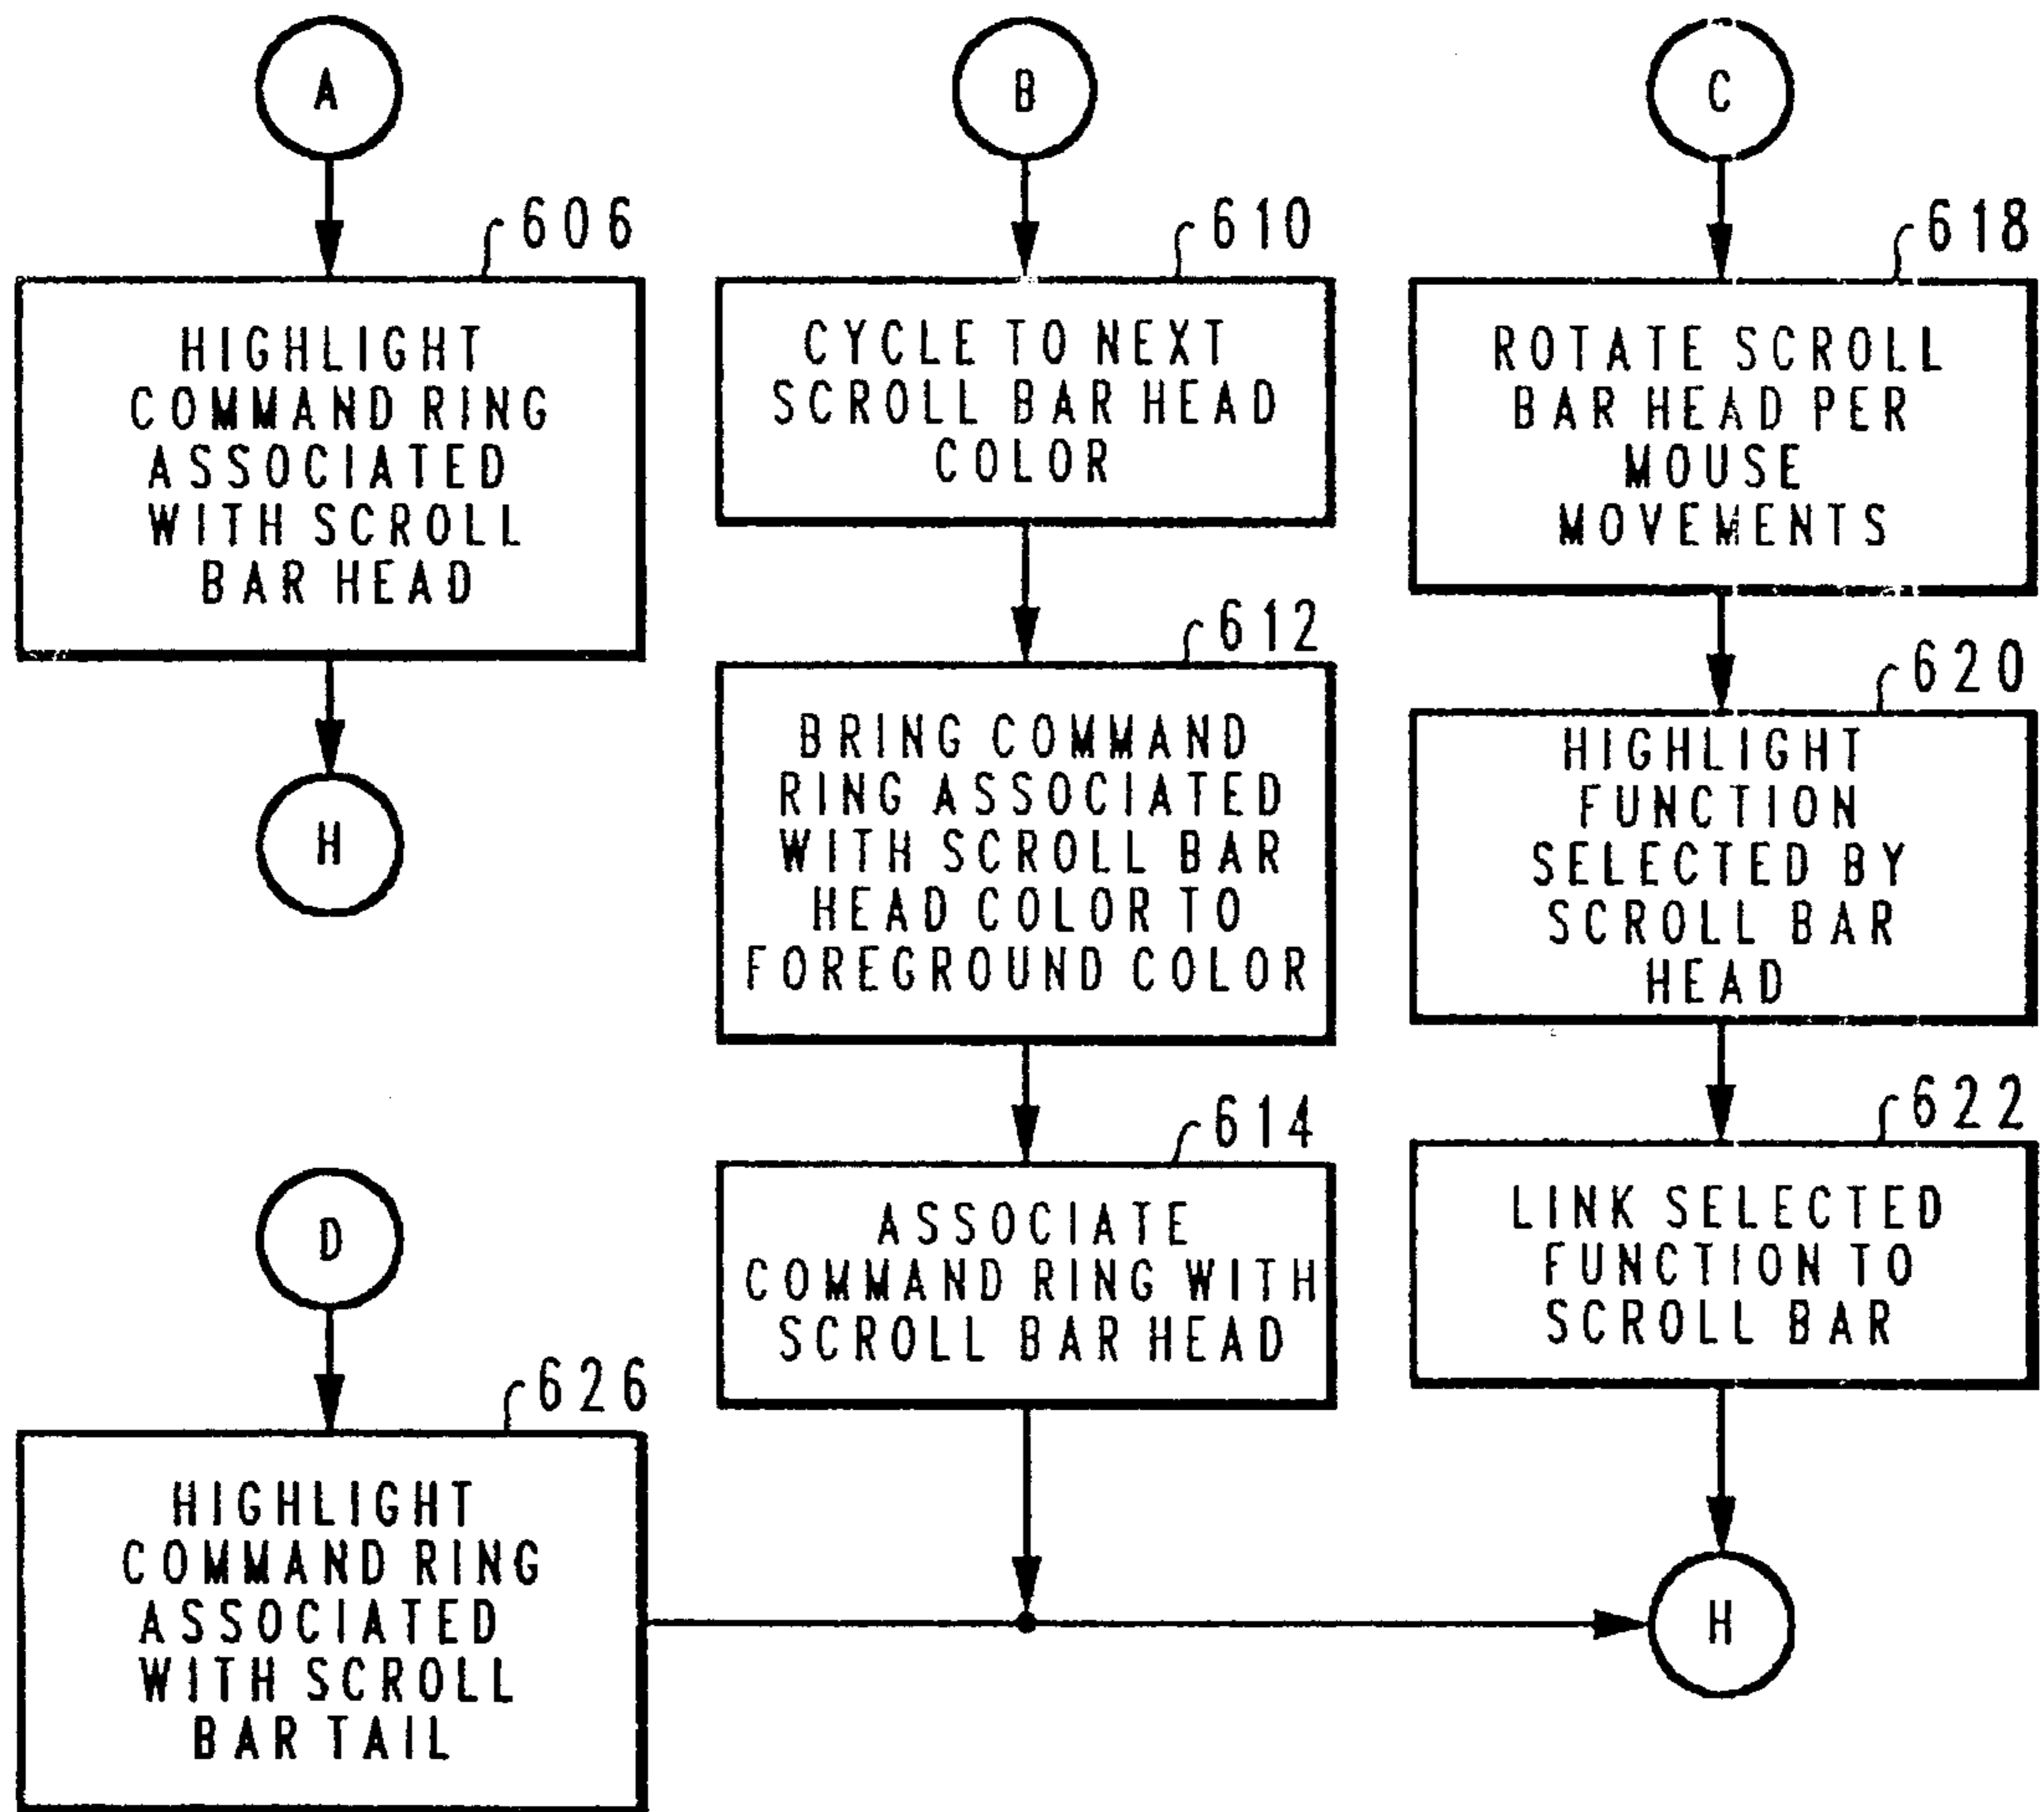 A
606
HIGHLIGHT
COMMAND RING
ASSOCIATED
WITH SCROLL
BAR HEAD
H
B
610
CYCLE TO NEXT
SCROLL BAR HEAD
COLOR
612
BRING COMMAND
RING ASSOCIATED
WITH SCROLL BAR
HEAD COLOR TO
FOREGROUND COLOR
614
ASSOCIATE
COMMAND RING WITH
SCROLL BAR HEAD
C
618
ROTATE SCROLL
BAR HEAD PER
MOUSE
MOVEMENTS
620
HIGHLIGHT
FUNCTION
SELECTED BY
SCROLL BAR
HEAD
622
LINK SELECTED
FUNCTION TO
SCROLL BAR
D
626
HIGHLIGHT
COMMAND RING
ASSOCIATED
WITH SCROLL
BAR TAIL
H